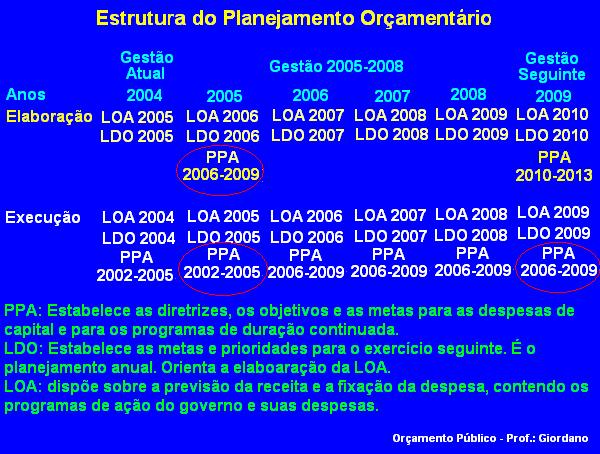 Estrutura do Planejamento Orçamentário
Gestão Atual Gestão 2005-2008 Gestão Seguinte
Anos 2004 2005 2006 2007 2008 2009
Elaboração LOA 2005 LOA 2006 LOA 2007 LOA 2008 LOA 2009 LOA 2010
LDO 2005 LDO 2006 LDO 2007 LDO 2008 LDO 2009 LDO 2010
PPA PPA
2006-2009 2010-2013
Execução LOA 2004 LOA 2005 LOA 2006 LOA 2007 LOA 2008 LOA 2009
LDO 2004 LDO 2005 LDO 2006 LDO 2007 LDO 2008 LDO 2009
PPA PPA PPA PPA PPA PPA
2002-2005 2002-2005 2006-2009 2006-2009 2006-2009 2006-2009
PPA: Estabelece as diretrizes, os objetivos e as metas para as despesas de
capital e para os programas de duração continuada.
LDO: Estabelece as metas e prioridades para o exercício seguinte. É o
planejamento anual. Orienta a elaboaração da LOA.
LOA: dispõe sobre a previsão da receita e a fixação da despesa, contendo os
programas de ação do governo e suas despesas.
Orçamento Público - Prof.: Giordano